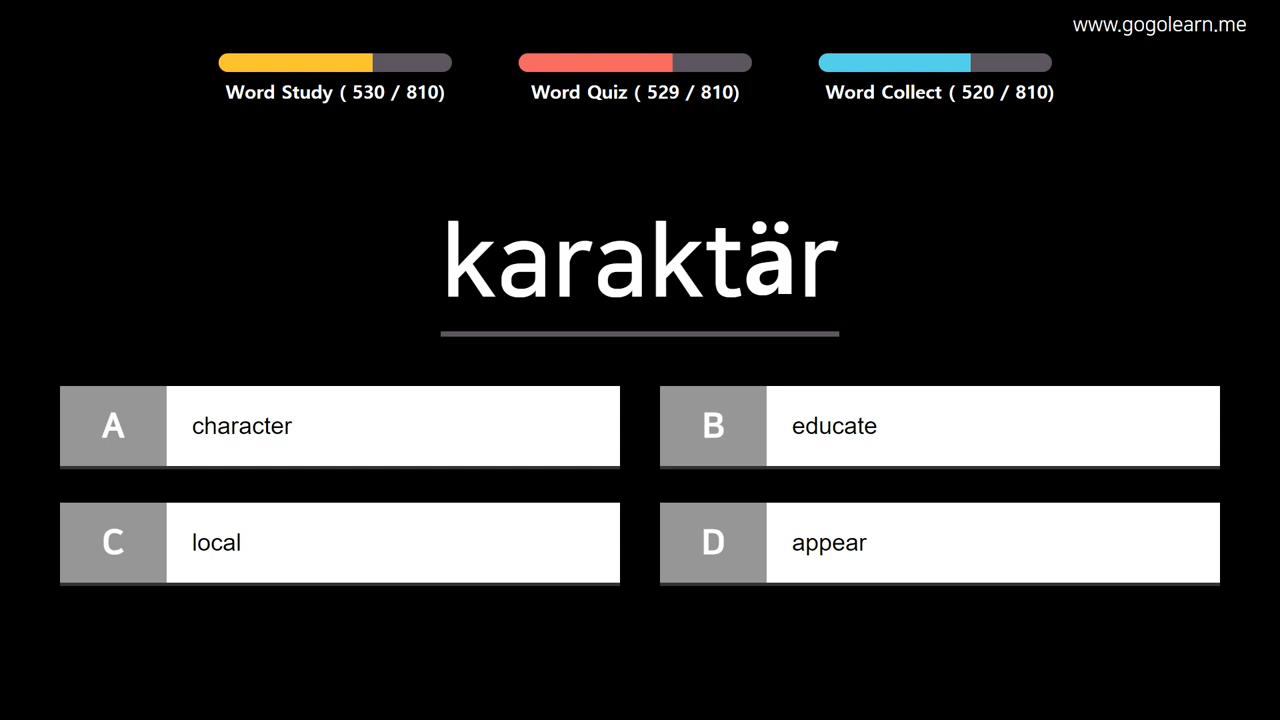 www.gogolearn.me
Word Study ( 530 / 810)
Word Quiz ( 529 / 810)
Word Collect ( 520 / 810)
karaktär
A character
B educate
C local
D appear